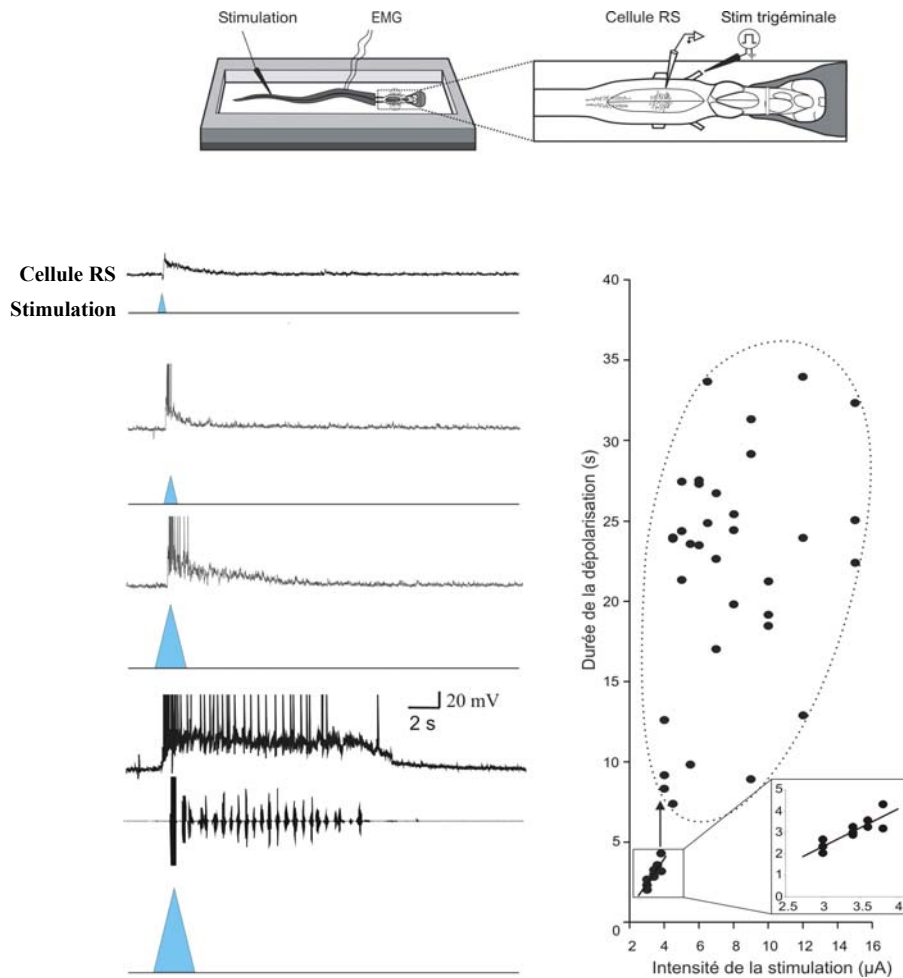 Stimulation
EMG
Cellule RS
Stim trigéminale
Cellule RS
Stimulation
20 mV
2 s
Durée de la dépolarisation (s)
40
35
30
25
20
15
10
5
0
5
4
3
2
1
0
2.5
3
3.5
4
2
4
6
8
10
12
14
16
Intensité de la stimulation (µA)